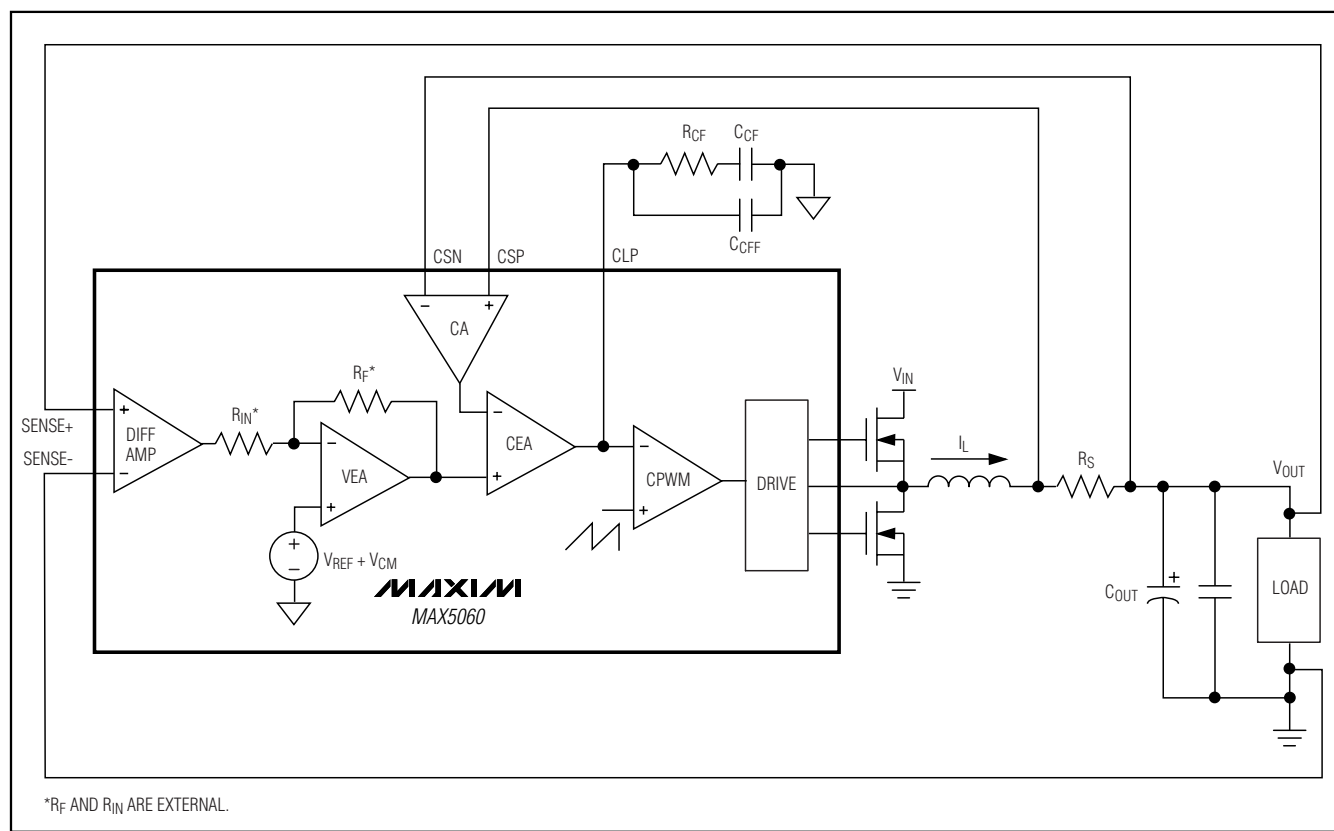 RCF
CCF
CCFF
CSN
CSP
CLP
-
+
CA
RF*
VIN
SENSE+
SENSE-
+
-
DIFF
AMP
RIN*
-
+
VEA
-
+
CEA
-
+
CPWM
DRIVE
IL
RS
VOUT
+
-
VREF + VCM
MAXIM
MAX5060
+
COUT
LOAD
*RF AND RIN ARE EXTERNAL.